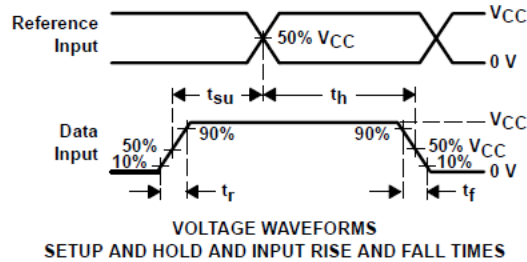 Reference
Input
VCC
50% VCC
0 V
tsu
th
Data
Input
VCC
90%
90%
50%
50% VCC
10%
10%
0 V
tr
tf
VOLTAGE WAVEFORMS
SETUP AND HOLD AND INPUT RISE AND FALL TIMES